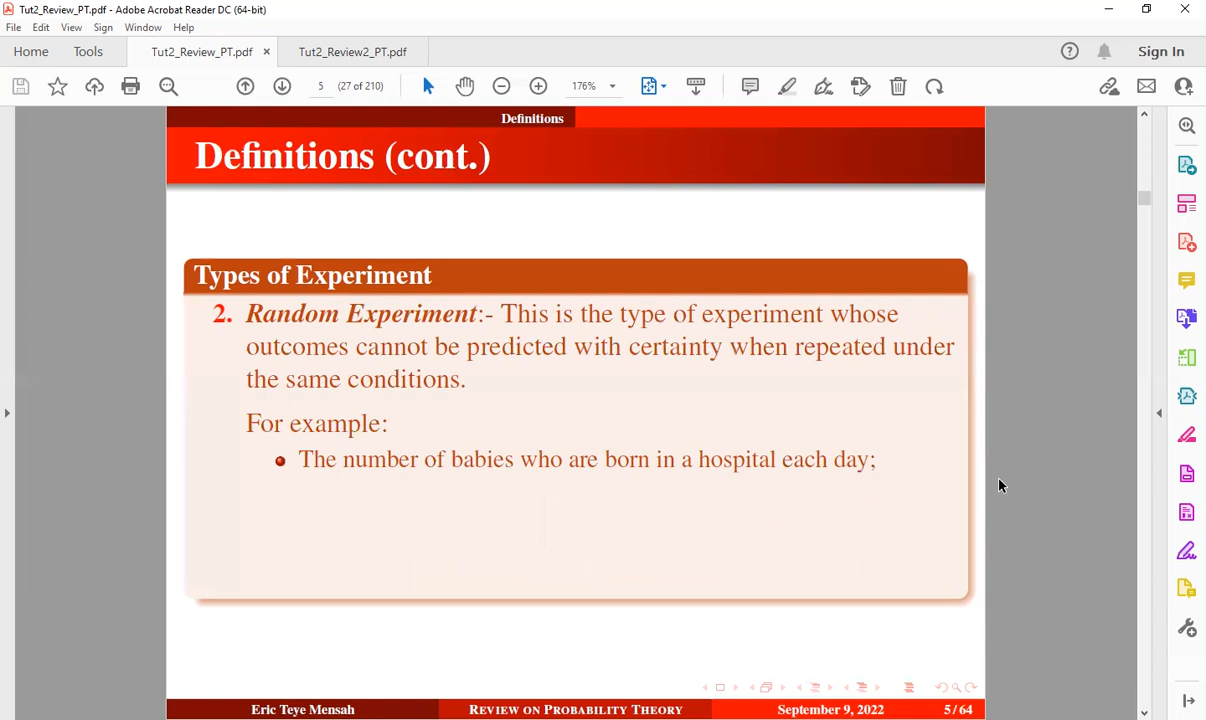 Tut2_Review_PT.pdf - Adobe Acrobat Reader DC (64-bit)
File Edit View Sign Window Help
Home Tools Tut2_Review_PT.pdf × Tut2_Review2_PT.pdf Sign In
5 (27 of 210) 176%
Definitions
Definitions (cont.)
Types of Experiment
2. Random Experiment:- This is the type of experiment whose
outcomes cannot be predicted with certainty when repeated under
the same conditions.
For example:
The number of babies who are born in a hospital each day;
Eric Teye Mensah REVIEW ON PROBABILITY THEORY September 9, 2022 5/64